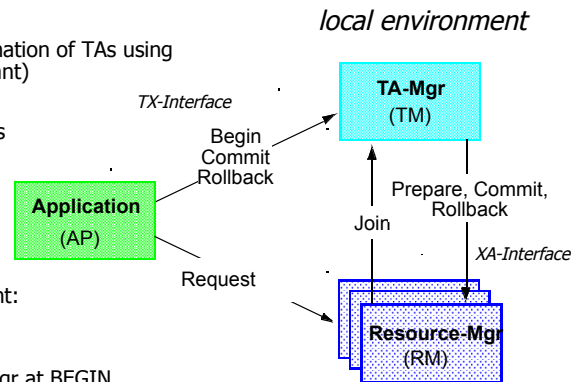 local environment
nation of TAs using
ant)
TX-Interface
TA-Mgr
(TM)
s
Begin
Commit
Rollback
Prepare, Commit,
Rollback
Application
(AP)
Join
XA-Interface
Request
nt:
Resource-Mgr
(RM)
gr at BEGIN